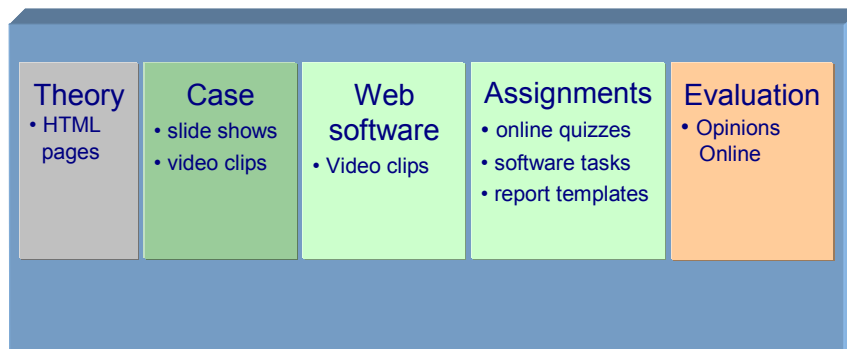 Theory
• HTML
pages
Case
• slide shows
• video clips
Web
software
• Video clips
Assignments
• online quizzes
• software tasks
• report templates
Evaluation
• Opinions
Online